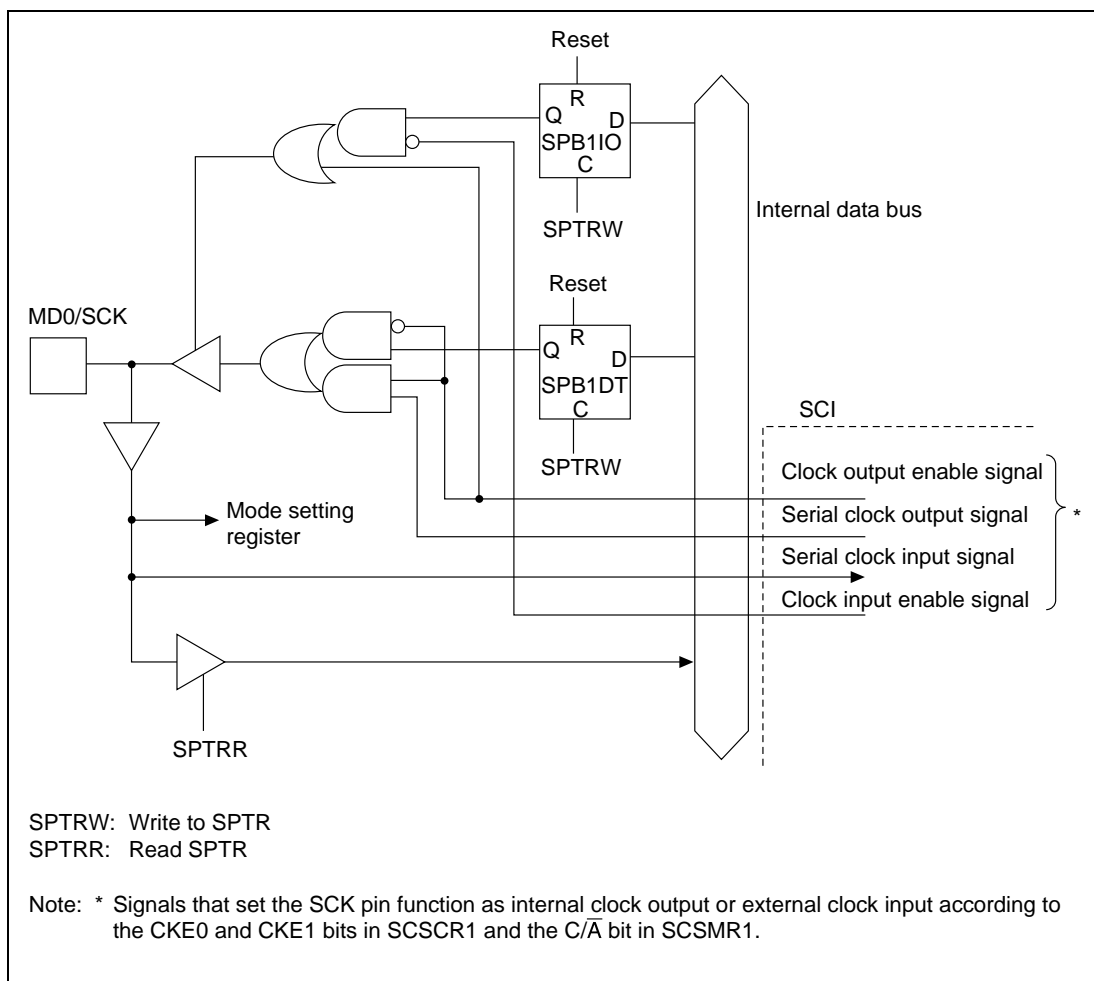 Reset
R
Q
D
SPB1IO
C
SPTRW
Internal data bus
Reset
MD0/SCK
R
Q
D
SPB1DT
C
SPTRW
SCI
Clock output enable signal
Serial clock output signal
Serial clock input signal
Clock input enable signal
*
Mode setting
register
SPTRR
SPTRW: Write to SPTR
SPTRR: Read SPTR
Note: * Signals that set the SCK pin function as internal clock output or external clock input according to
the CKE0 and CKE1 bits in SCSCR1 and the C/A̅ bit in SCSMR1.